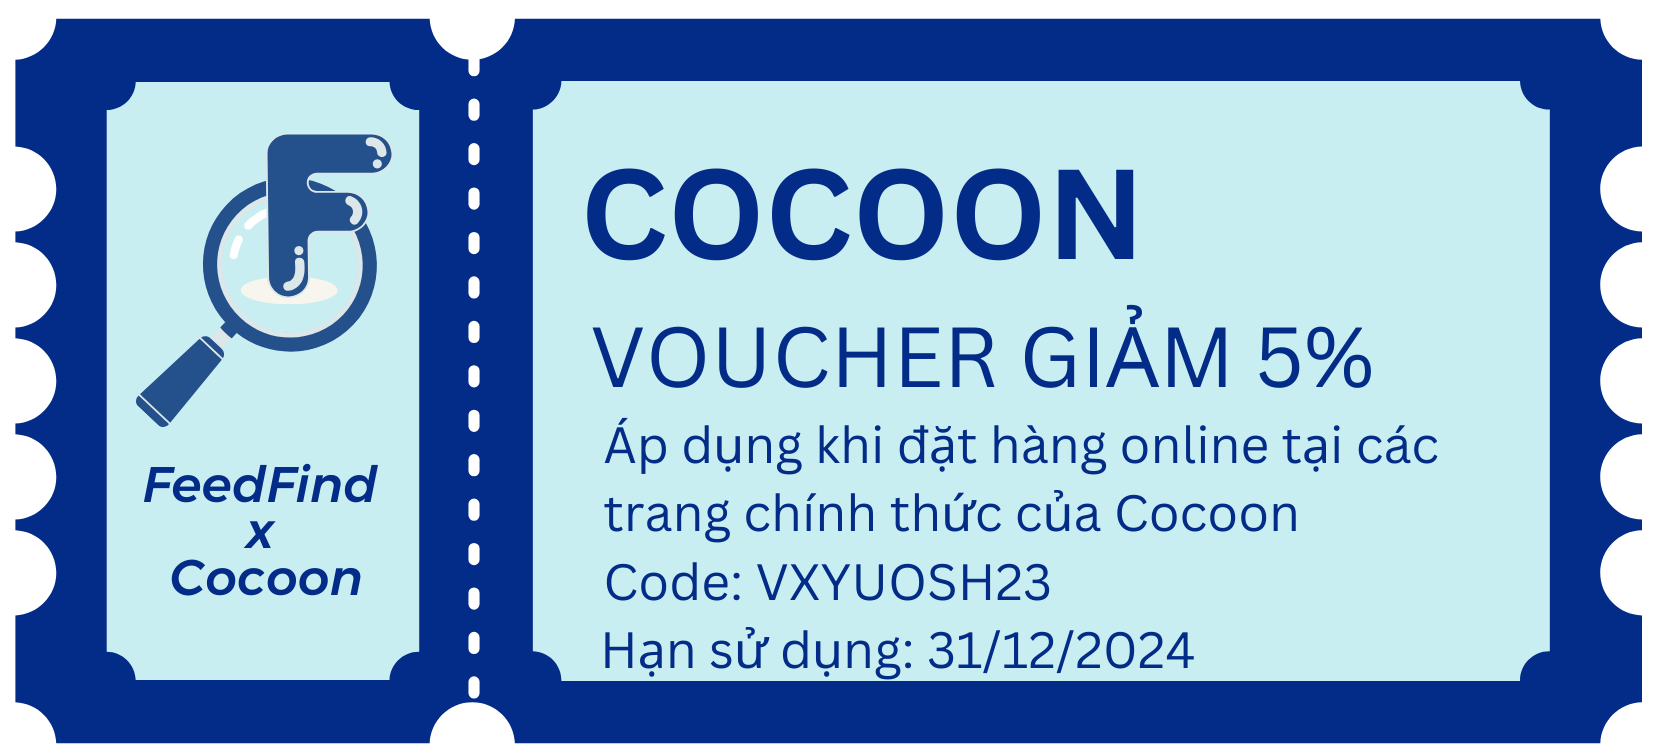 FeedFind
x
Cocoon
COCOON
VOUCHER GIẢM 5%
Áp dụng khi đặt hàng online tại các
trang chính thức của Cocoon
Code: VXYUOSH23
Hạn sử dụng: 31/12/2024